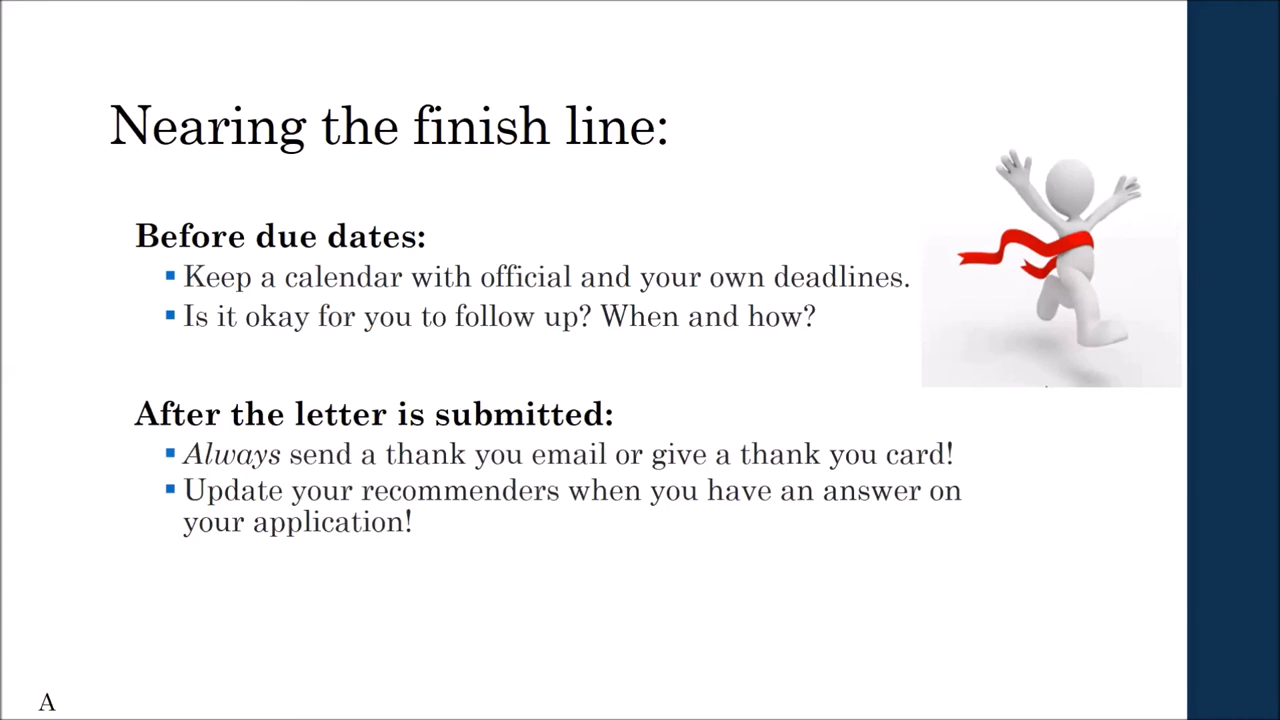 Nearing the finish line:
Before due dates:
Keep a calendar with official and your own deadlines.
Is it okay for you to follow up? When and how?
After the letter is submitted:
Always send a thank you email or give a thank you card!
Update your recommenders when you have an answer on
your application!
A